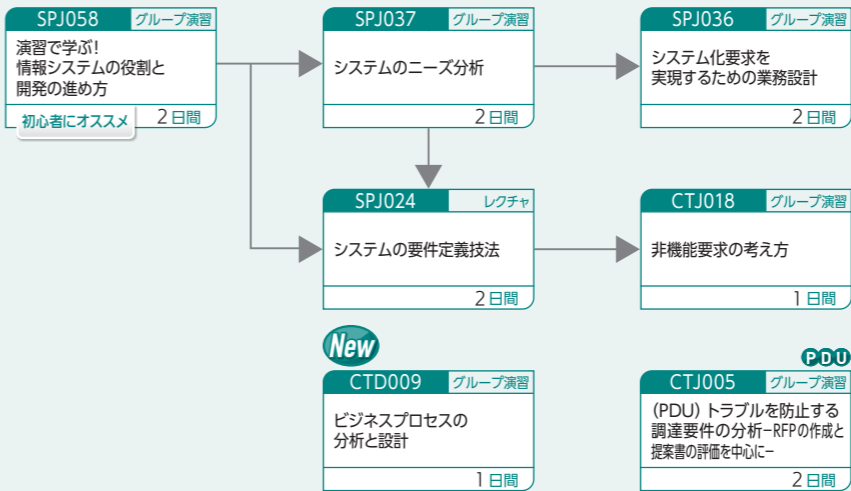 SPJ058 グループ演習
演習で学ぶ!
情報システムの役割と
開発の進め方
初心者にオススメ 2日間
SPJ037 グループ演習
システムのニーズ分析
2日間
SPJ036 グループ演習
システム化要求を
実現するための業務設計
2日間
SPJ024 レクチャ
システムの要件定義技法
2日間
CTJ018 グループ演習
非機能要求の考え方
1日間
New
CTD009 グループ演習
ビジネスプロセスの
分析と設計
1日間
PDU
CTJ005 グループ演習
(PDU)トラブルを防止する
調達要件の分析−RFPの作成と
提案書の評価を中心に−
2日間